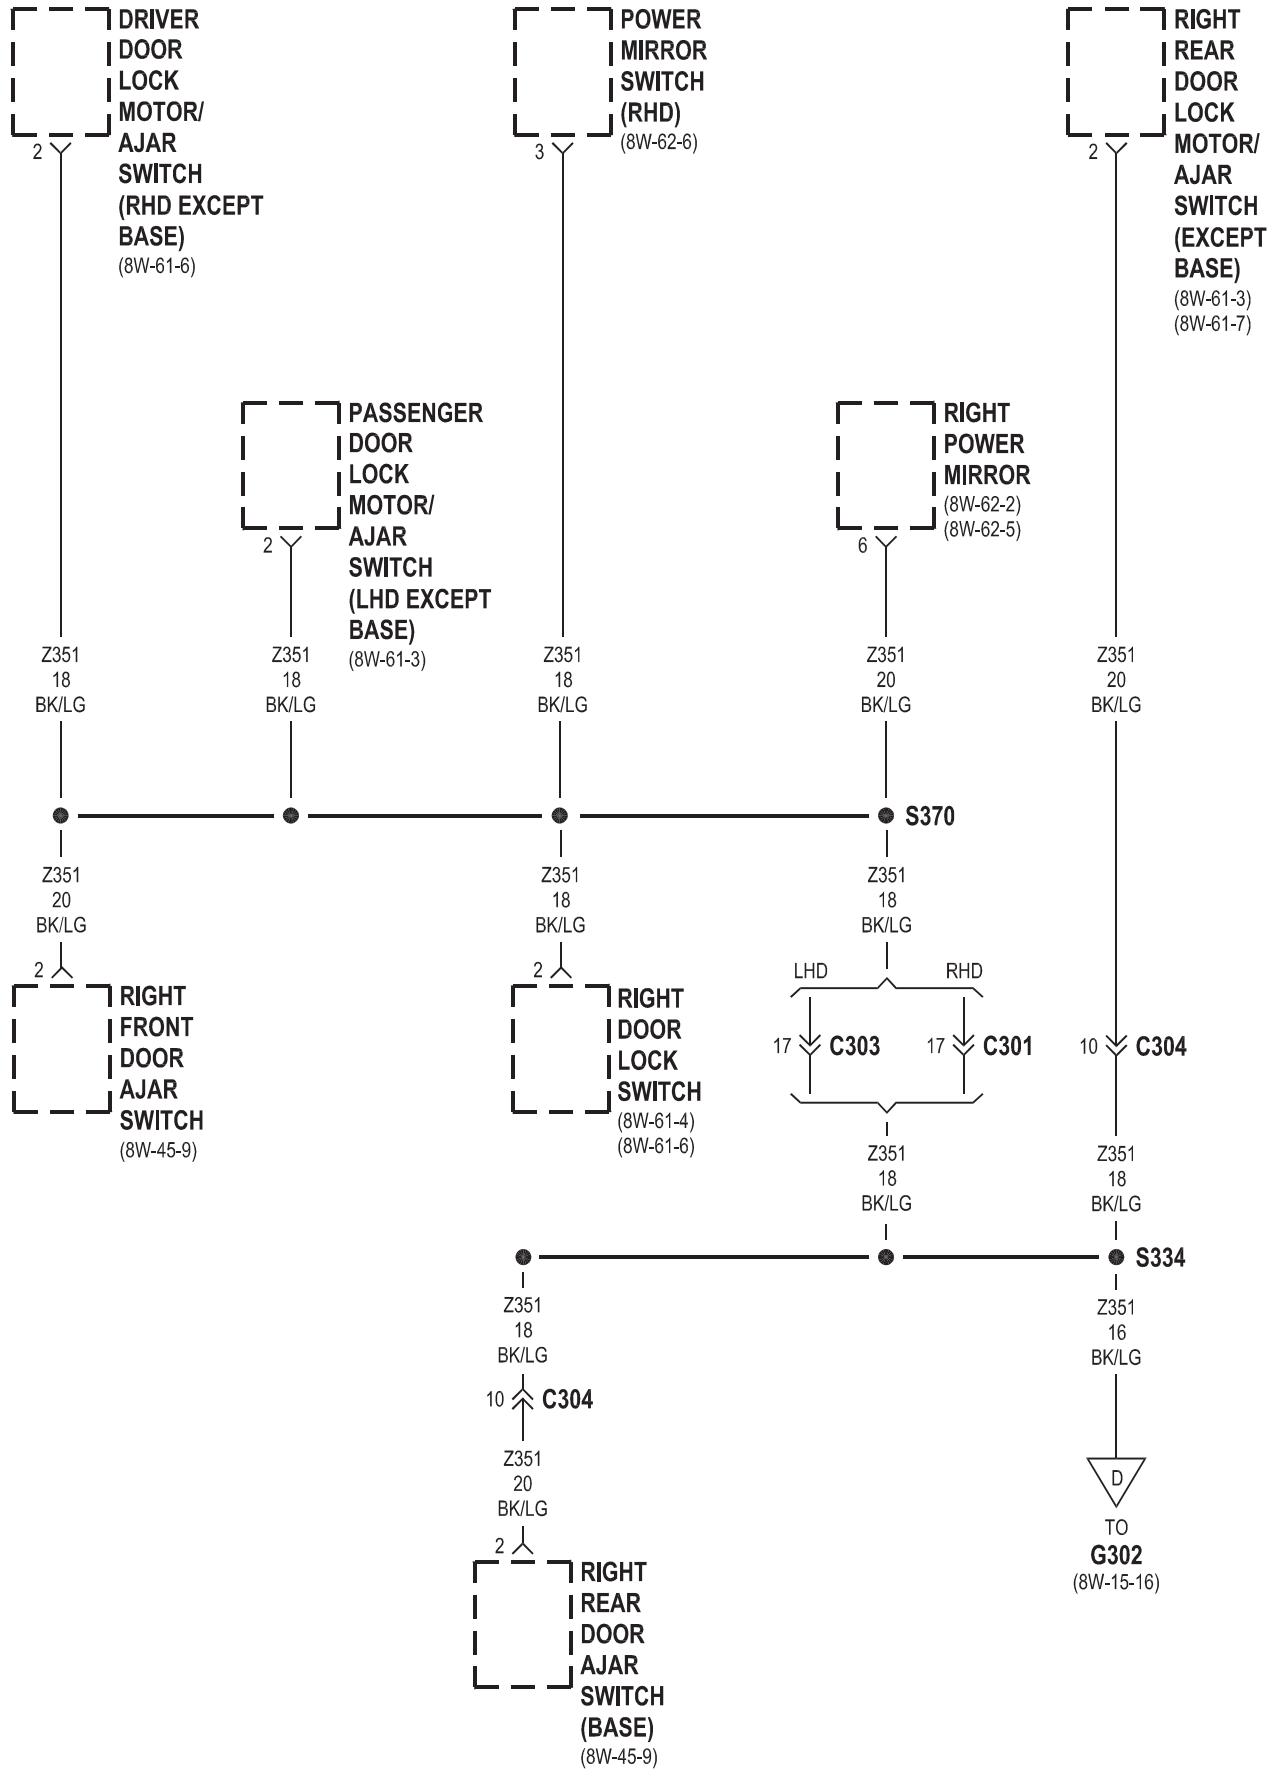 DRIVER
DOOR
LOCK
MOTOR/
AJAR
SWITCH
(RHD EXCEPT
BASE)
(8W-61-6)
2
POWER
MIRROR
SWITCH
(RHD)
(8W-62-6)
3
RIGHT
REAR
DOOR
LOCK
MOTOR/
AJAR
SWITCH
(EXCEPT
BASE)
(8W-61-3)
(8W-61-7)
2
PASSENGER
DOOR
LOCK
MOTOR/
AJAR
SWITCH
(LHD EXCEPT
BASE)
(8W-61-3)
2
RIGHT
POWER
MIRROR
(8W-62-2)
(8W-62-5)
6
Z351
18
BK/LG
Z351
18
BK/LG
Z351
18
BK/LG
Z351
20
BK/LG
Z351
20
BK/LG
S370
Z351
20
BK/LG
Z351
18
BK/LG
Z351
18
BK/LG
2
RIGHT
FRONT
DOOR
AJAR
SWITCH
(8W-45-9)
2
RIGHT
DOOR
LOCK
SWITCH
(8W-61-4)
(8W-61-6)
LHD
RHD
17
C303
17
C301
10
C304
Z351
18
BK/LG
Z351
18
BK/LG
S334
Z351
18
BK/LG
Z351
16
BK/LG
10
C304
Z351
20
BK/LG
D
TO
G302
(8W-15-16)
2
RIGHT
REAR
DOOR
AJAR
SWITCH
(BASE)
(8W-45-9)